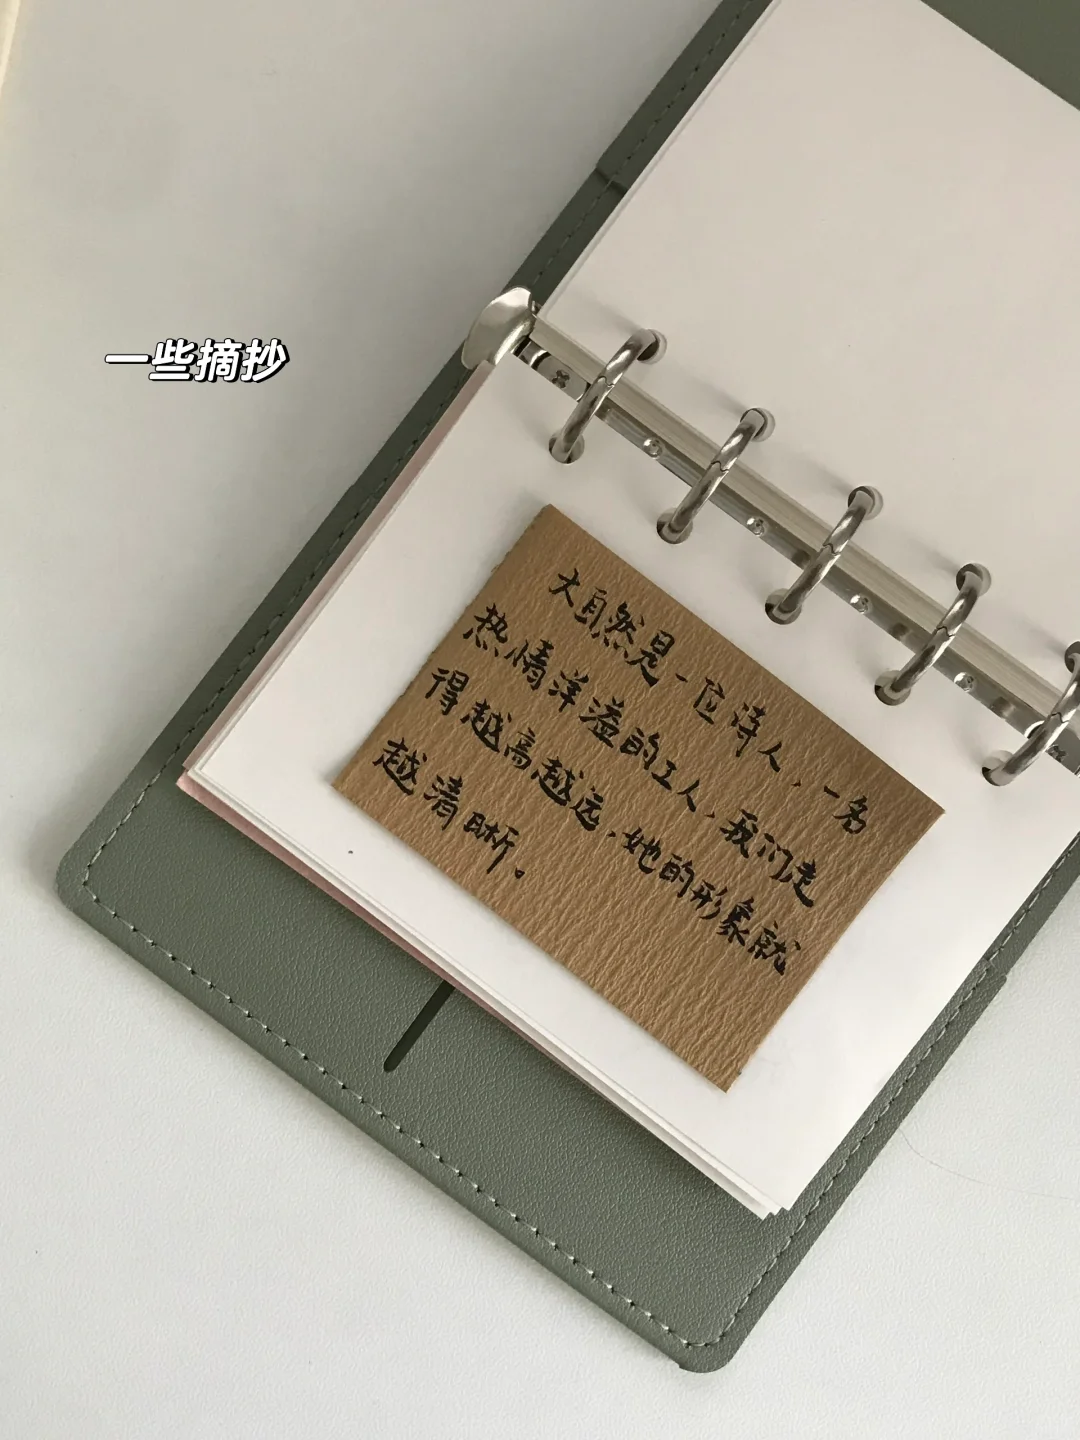 一些摘抄
大自然是一位诗人，一名
热情洋溢的工人，我们走
得越高越远，她的形象就
越清晰。